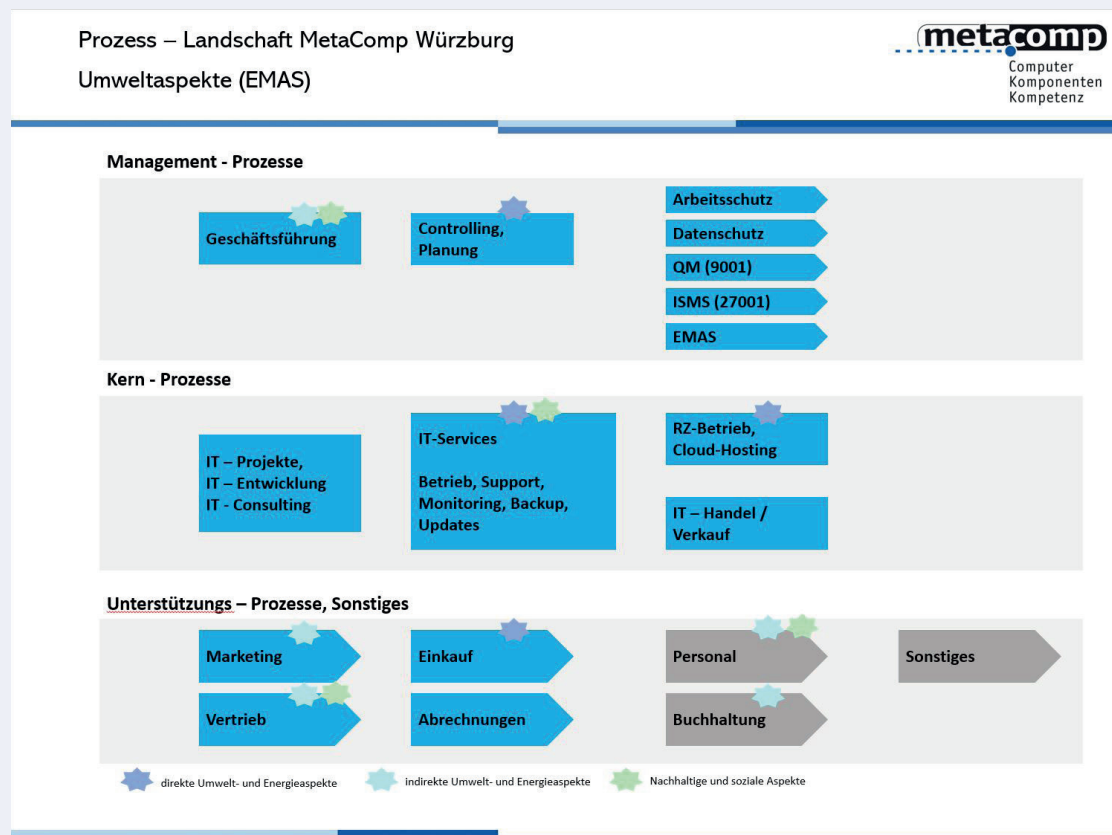 Prozess – Landschaft MetaComp Würzburg
Umweltaspekte (EMAS)
metacomp
Computer
Komponenten
Kompetenz
Management - Prozesse
Geschäftsführung
Controlling,
Planung
Arbeitsschutz
Datenschutz
QM (9001)
ISMS (27001)
EMAS
Kern - Prozesse
IT – Projekte,
IT – Entwicklung
IT - Consulting
IT-Services
Betrieb, Support,
Monitoring, Backup,
Updates
RZ-Betrieb,
Cloud-Hosting
IT – Handel /
Verkauf
Unterstützungs – Prozesse, Sonstiges
Marketing
Einkauf
Personal
Sonstiges
Vertrieb
Abrechnungen
Buchhaltung
direkte Umwelt- und Energieaspekte
indirekte Umwelt- und Energieaspekte
Nachhaltige und soziale Aspekte